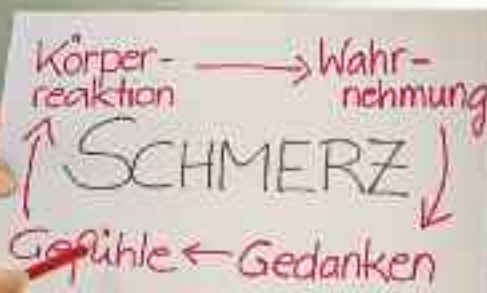 Körper- → Wahr-
reaktion nehmung
SCHMERZ
Gefühle ← Gedanken